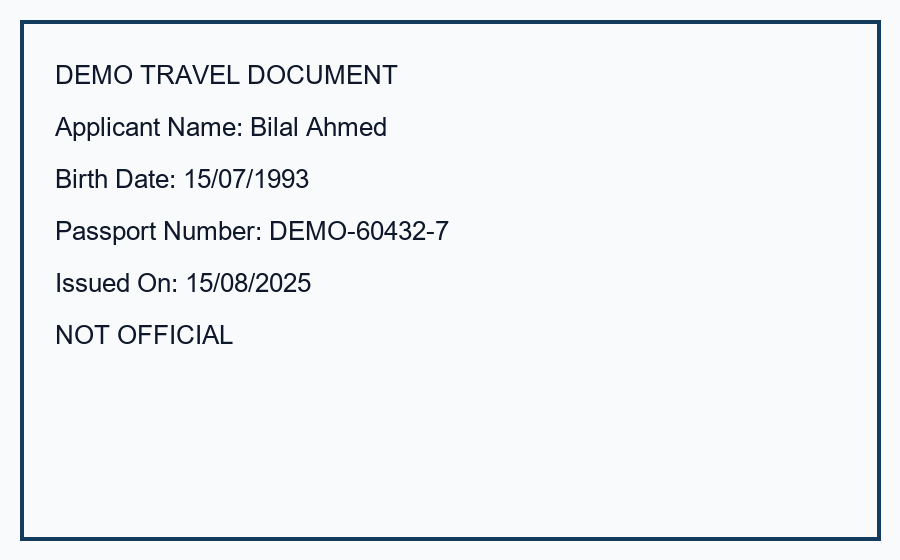 DEMO TRAVEL DOCUMENT
Applicant Name: Bilal Ahmed
Birth Date: 15/07/1993
Passport Number: DEMO-60432-7
Issued On: 15/08/2025
NOT OFFICIAL